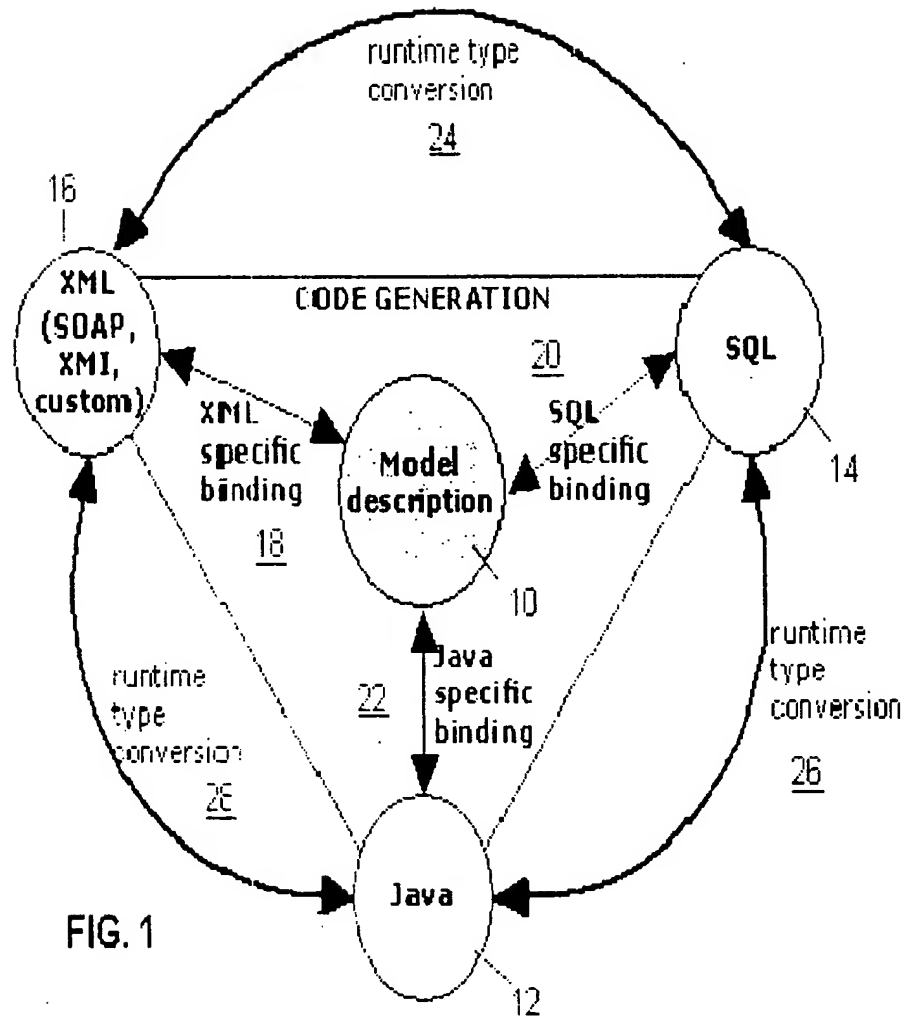 runtime type
conversion
24
16
XML
(SOAP,
XMI,
custom)
CODE GENERATION
20
SQL
14
XML
specific
binding
18
SQL
specific
binding
Model
description
10
runtime
type
conversion
26
runtime
type
conversion
22
Java
specific
binding
Java
12
FIG. 1